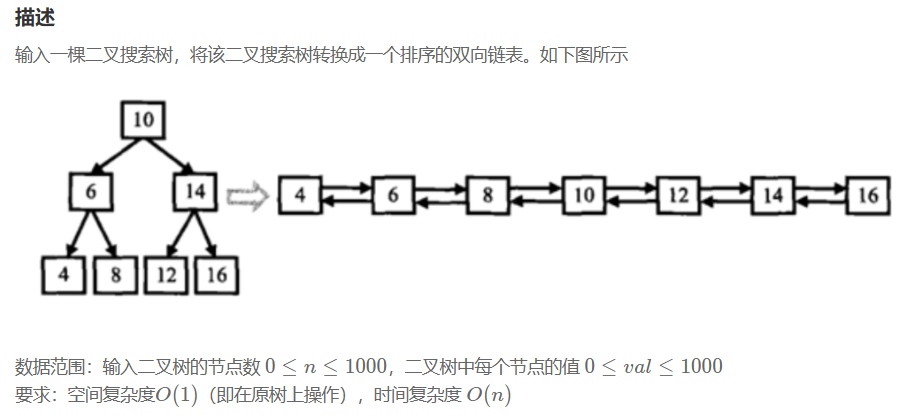 描述
输入一棵二叉搜索树，将该二叉搜索树转换成一个排序的双向链表。如下图所示
10
6 14 4 6 8 10 12 14 16
4 8 12 16
数据范围：输入二叉树的节点数 0 ≤ n ≤ 1000，二叉树中每个节点的值 0 ≤ val ≤ 1000
要求：空间复杂度O(1)（即在原树上操作），时间复杂度 O(n)